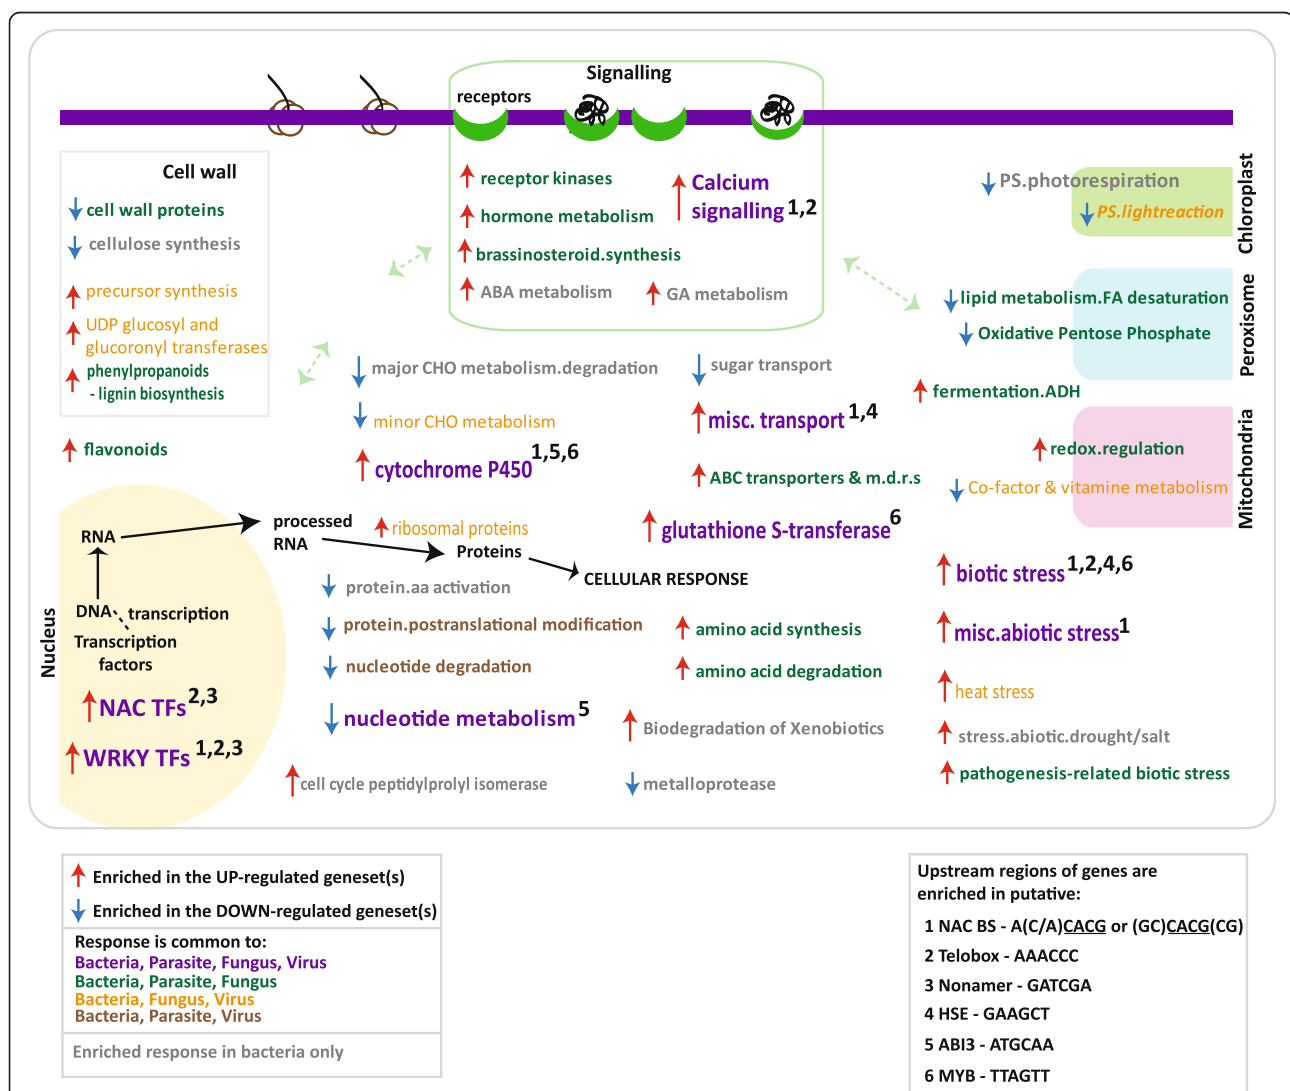 Signalling
receptors
receptor kinases
hormone metabolism
brassinosteroid.synthesis
ABA metabolism
GA metabolism
Calcium
signalling 1,2
Cell wall
cell wall proteins
cellulose synthesis
precursor synthesis
UDP glucosyl and
glucoronyl transferases
phenylpropanoids
- lignin biosynthesis
flavonoids
PS.photorespiration
PS.lightreaction
Chloroplast
lipid metabolism.FA desaturation
Oxidative Pentose Phosphate
Peroxisome
fermentation.ADH
redox.regulation
Co-factor & vitamine metabolism
Mitochondria
major CHO metabolism.degradation
minor CHO metabolism
cytochrome P450 1,5,6
sugar transport
misc. transport 1,4
ABC transporters & m.d.r.s
glutathione S-transferase 6
RNA
processed
RNA
ribosomal proteins
Proteins
CELLULAR RESPONSE
DNA
transcription
Transcription
factors
Nucleus
NAC TFs 2,3
WRKY TFs 1,2,3
protein.aa activation
protein.postranslational modification
nucleotide degradation
nucleotide metabolism 5
cell cycle peptidylprolyl isomerase
amino acid synthesis
amino acid degradation
Biodegradation of Xenobiotics
metalloprotease
biotic stress 1,2,4,6
misc.abiotic stress 1
heat stress
stress.abiotic.drought/salt
pathogenesis-related biotic stress
Enriched in the UP-regulated geneset(s)
Enriched in the DOWN-regulated geneset(s)
Response is common to:
Bacteria, Parasite, Fungus, Virus
Bacteria, Parasite, Fungus
Bacteria, Fungus, Virus
Bacteria, Parasite, Virus
Enriched response in bacteria only
Upstream regions of genes are
enriched in putative:
1 NAC BS - A(C/A)CACG or (GC)CACG(CG)
2 Telobox - AAACCC
3 Nonamer - GATCGA
4 HSE - GAAGCT
5 ABI3 - ATGCAA
6 MYB - TTAGTT